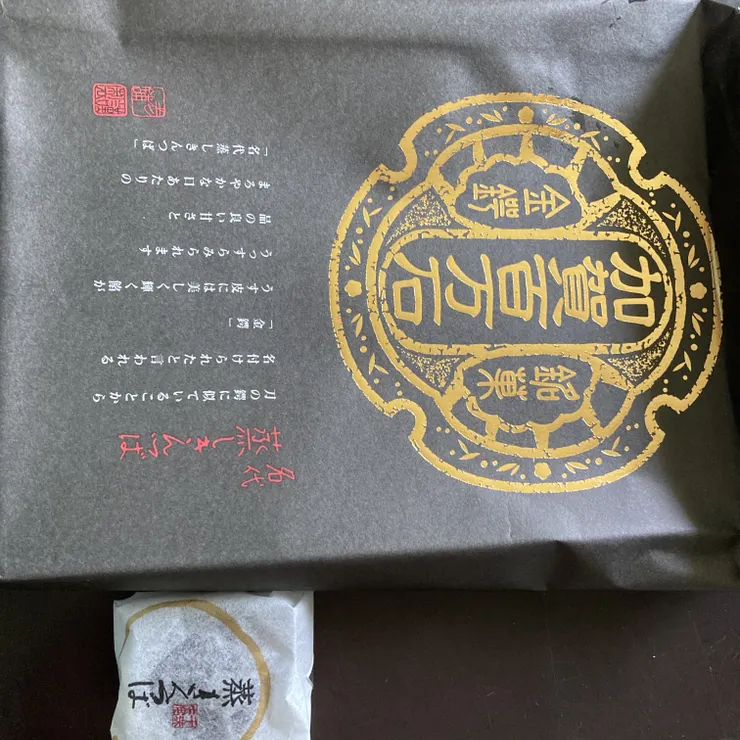 加賀百万石
金鍔
銘菓
名代
蒸しきんつば
刀の鍔に似ていることから
名付けられたと言われる
「金鍔」
うす皮には美しく輝く餡が
うっすらみられます
品の良い甘さと
まろやかな口あたりの
「名代蒸しきんつば」
蒸きんつば